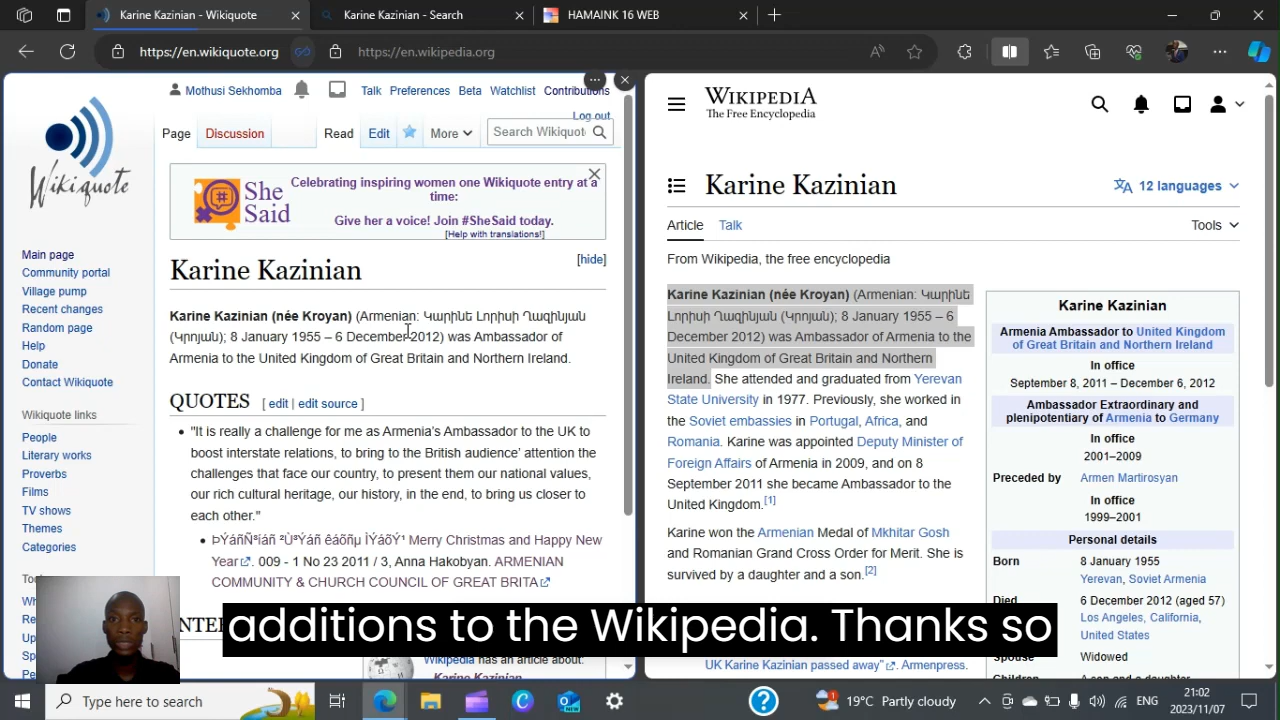 Karine Kazinian - Wikiquote
Karine Kazinian - Search
HAMAINK 16 WEB
https://en.wikiquote.org
https://en.wikipedia.org
Mothusi Sekhomba
Talk
Preferences
Beta
Watchlist
Contributions
Log out
Page
Discussion
Read
Edit
More
Search Wikiquot
WIKIQUOTE
She Said
Celebrating inspiring women one Wikiquote entry at a
time:
Give her a voice! Join #SheSaid today.
[Help with translations!]
Main page
Community portal
Village pump
Recent changes
Random page
Help
Donate
Contact Wikiquote
Wikiquote links
People
Literary works
Proverbs
Films
TV shows
Themes
Categories
Karine Kazinian
[hide]
Karine Kazinian (née Kroyan) (Armenian: Կարինե Լորիսի Ղազինյան
(Կրոյան); 8 January 1955 – 6 December 2012) was Ambassador of
Armenia to the United Kingdom of Great Britain and Northern Ireland.
QUOTES [ edit | edit source ]
• "It is really a challenge for me as Armenia's Ambassador to the UK to
boost interstate relations, to bring to the British audience' attention the
challenges that face our country, to present them our national values,
our rich cultural heritage, our history, in the end, to bring us closer to
each other."
Merry Christmas and Happy New
Year . 009 - 1 No 23 2011 / 3, Anna Hakobyan. ARMENIAN
COMMUNITY & CHURCH COUNCIL OF GREAT BRITA
Wikipedia has an article about:
Karine Kazinian
WIKIPEDIA
The Free Encyclopedia
Karine Kazinian
12 languages
Article
Talk
Tools
From Wikipedia, the free encyclopedia
Karine Kazinian (née Kroyan) (Armenian: Կարինե
Լորիսի Ղազինյան (Կրոյան); 8 January 1955 – 6
December 2012) was Ambassador of Armenia to the
United Kingdom of Great Britain and Northern
Ireland. She attended and graduated from Yerevan
State University in 1977. Previously, she worked in
the Soviet embassies in Portugal, Africa, and
Romania. Karine was appointed Deputy Minister of
Foreign Affairs of Armenia in 2009, and on 8
September 2011 she became Ambassador to the
United Kingdom.[1]
Karine won the Armenian Medal of Mkhitar Gosh
and Romanian Grand Cross Order for Merit. She is
survived by a daughter and a son.[2]
UK Karine Kazinian passed away" . Armenpress.
Karine Kazinian
Armenia Ambassador to United Kingdom
of Great Britain and Northern Ireland
In office
September 8, 2011 – December 6, 2012
Ambassador Extraordinary and
plenipotentiary of Armenia to Germany
In office
2001–2009
Preceded by Armen Martirosyan
In office
1999–2001
Personal details
Born 8 January 1955
Yerevan, Soviet Armenia
Died 6 December 2012 (aged 57)
Los Angeles, California,
United States
Spouse Widowed
additions to the Wikipedia. Thanks so
Type here to search
19°C Partly cloudy
ENG
21:02
2023/11/07